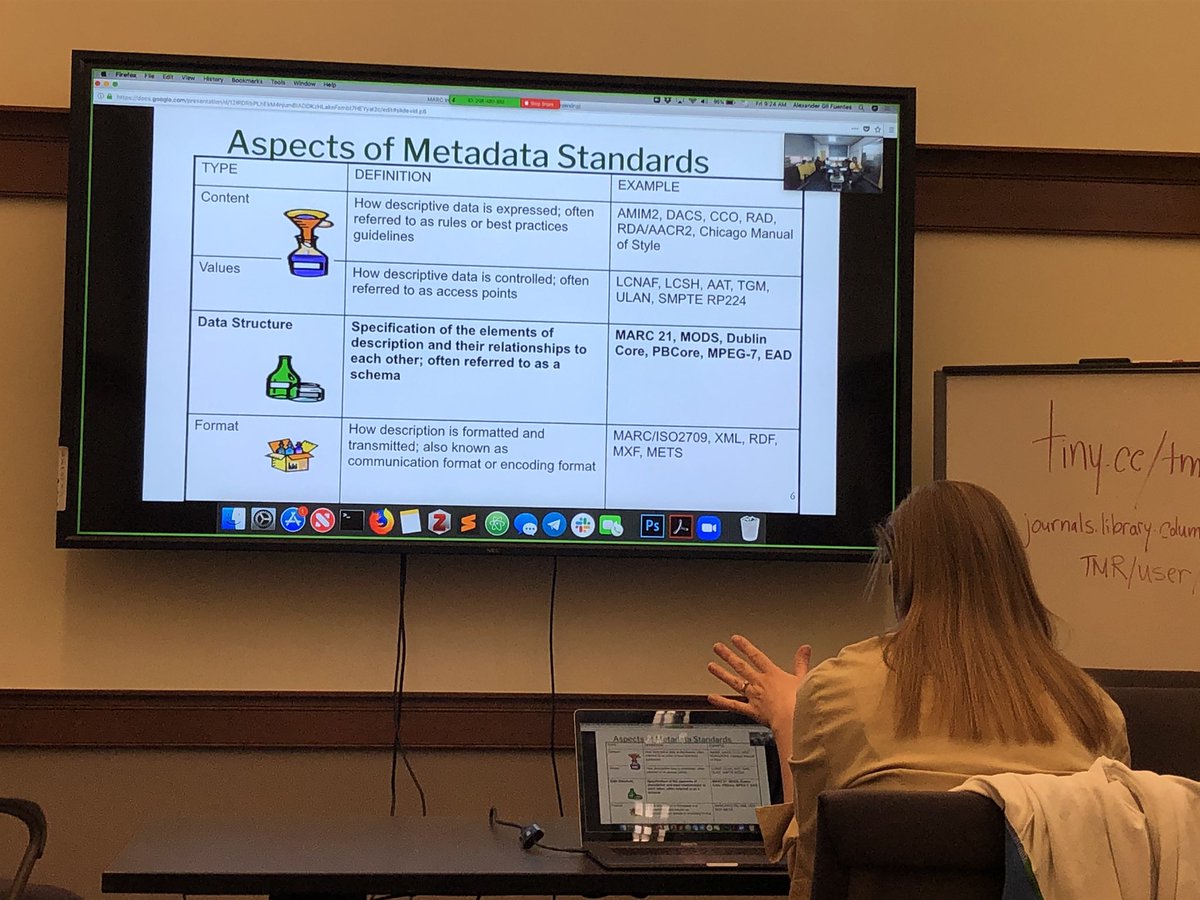 Firefox File Edit View History Bookmarks Tools Window Help
96%
Fri 9:24 AM Alexander Gil Fuentes
Stop Share
Aspects of Metadata Standards
TYPE
DEFINITION
EXAMPLE
Content
How descriptive data is expressed; often
referred to as rules or best practices
guidelines
AMIM2, DACS, CCO, RAD,
RDA/AACR2, Chicago Manual
of Style
Values
How descriptive data is controlled; often
referred to as access points
LCNAF, LCSH, AAT, TGM,
ULAN, SMPTE RP224
Data Structure
Specification of the elements of
description and their relationships to
each other; often referred to as a
schema
MARC 21, MODS, Dublin
Core, PBCore, MPEG-7, EAD
Format
How description is formatted and
transmitted; also known as
communication format or encoding format
MARC/ISO2709, XML, RDF,
MXF, METS
6
Ps
NEC
tiny.cc/tm
journals.library.colum
TMR/user,
Aspects of Metadata Standards